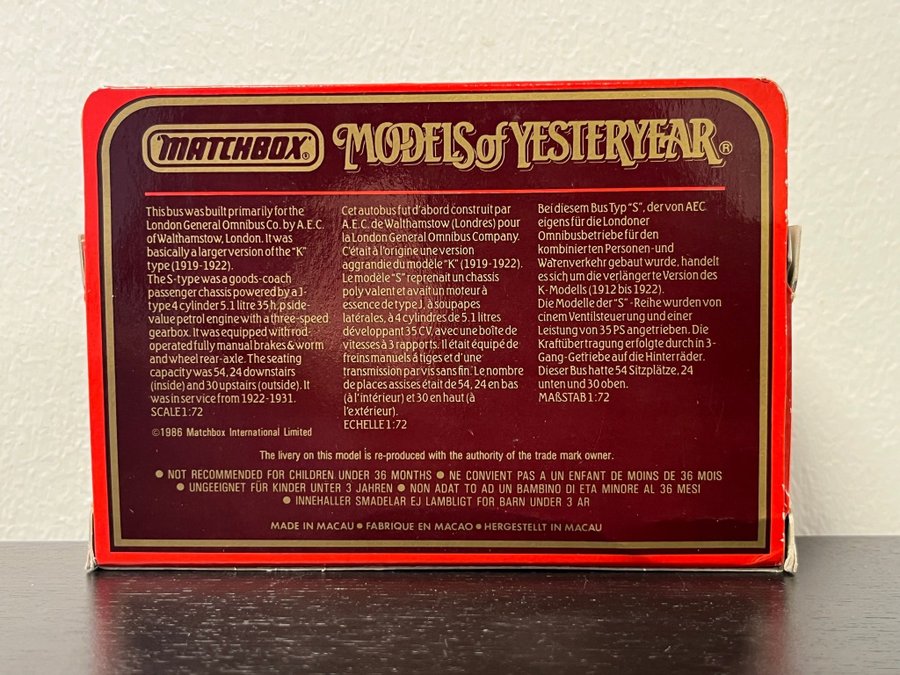 MATCHBOX®
MODELS of YESTERYEAR®
This bus was built primarily for the
London General Omnibus Co. by A.E.C.
of Walthamstow, London. It was
basically a larger version of the "K"
type (1919-1922).
The S-type was a goods-coach
passenger chassis powered by a J-
type 4 cylinder 5.1 litre 35 h.p side-
value petrol engine with a three-speed
gearbox. It was equipped with rod-
operated fully manual brakes & worm
and wheel rear-axle. The seating
capacity was 54, 24 downstairs
(inside) and 30 upstairs (outside). It
was in service from 1922-1931.
SCALE 1:72
©1986 Matchbox International Limited
Cet autobus fut d'abord construit par
A.E.C. de Walthamstow (Londres) pour
la London General Omnibus Company.
C'était à l'origine une version
aggrandie du modèle "K" (1919-1922).
Le modèle "S" reprenait un chassis
poly valent et avait un moteur à
essence de type J, à soupapes
latérales, à 4 cylindres de 5.1 litres
développant 35 CV, avec une boîte de
vitesses à 3 rapports. Il était équipé de
freins manuels á tiges et d'une
transmission par vis sans fin. Le nombre
de places assises était de 54, 24 en bas
(à l'intérieur) et 30 en haut (à
l'extérieur).
ECHELLE 1:72
Bei diesem Bus Typ "S", der von AEC
eigens für die Londoner
Omnibusbetriebe für den
kombinierten Personen- und
Warenverkehr gebaut wurde, handelt
es sich um die verlängerte Version des
K-Modells (1912 bis 1922).
Die Modelle der "S" -Reihe wurden von
cinem Ventilsteuerung und einer
Leistung von 35 PS angetrieben. Die
Kraftübertragung erfolgte durch in 3-
Gang-Getriebe auf die Hinterräder.
Dieser Bus hatte 54 Sitzplätze, 24
unten und 30 oben.
MAßSTAB 1:72
The livery on this model is re-produced with the authority of the trade mark owner.
● NOT RECOMMENDED FOR CHILDREN UNDER 36 MONTHS ● NE CONVIENT PAS A UN ENFANT DE MOINS DE 36 MOIS
● UNGEEIGNET FÜR KINDER UNTER 3 JAHREN ● NON ADAT TO AD UN BAMBINO DI ETA MINORE AL 36 MESI
● INNEHALLER SMADELAR EJ LAMBLIGT FOR BARN UNDER 3 AR
MADE IN MACAU ● FABRIQUE EN MACAO ● HERGESTELLT IN MACAU